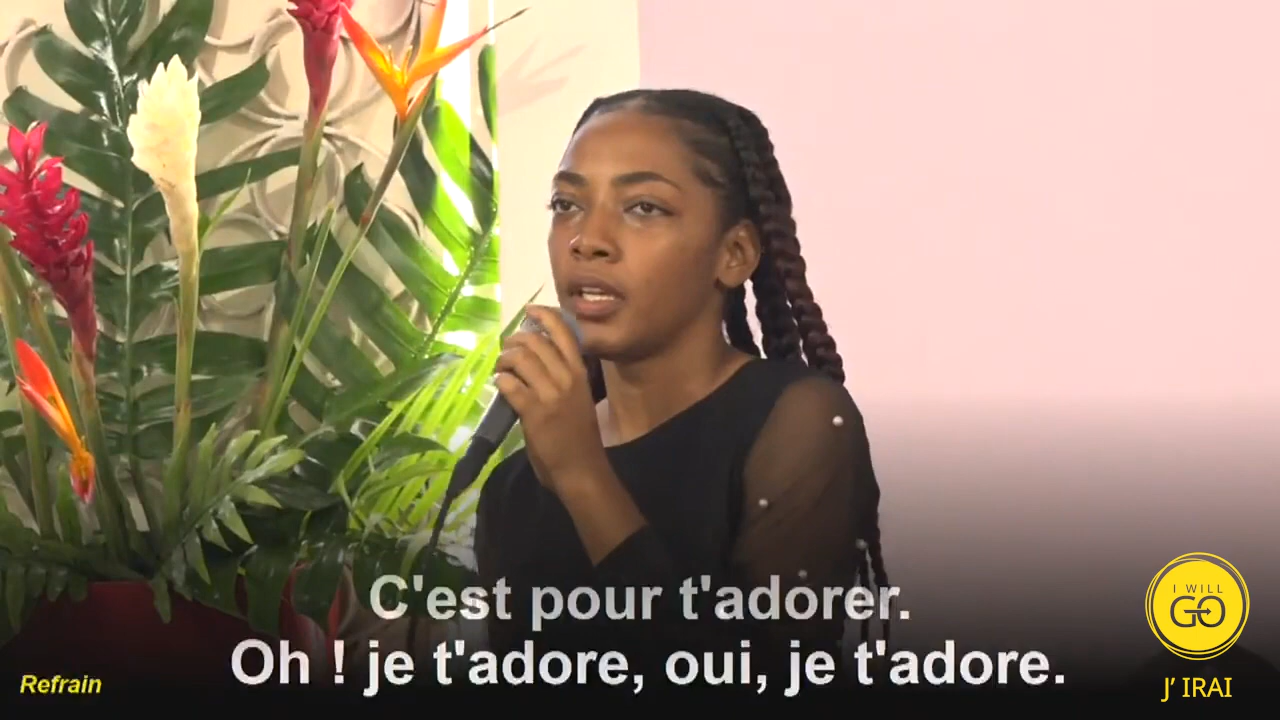 C'est pour t'adorer.
Oh ! je t'adore, oui, je t'adore.
Refrain
I WILL
GO
J' IRAI